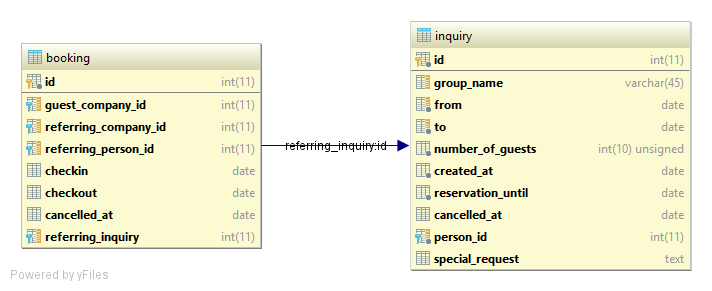 booking
id int(11)
guest_company_id int(11)
referring_company_id int(11)
referring_person_id int(11)
checkin date
checkout date
cancelled_at date
referring_inquiry int(11)
referring_inquiry:id
inquiry
id int(11)
group_name varchar(45)
from date
to date
number_of_guests int(10) unsigned
created_at date
reservation_until date
cancelled_at date
person_id int(11)
special_request text
Powered by yFiles